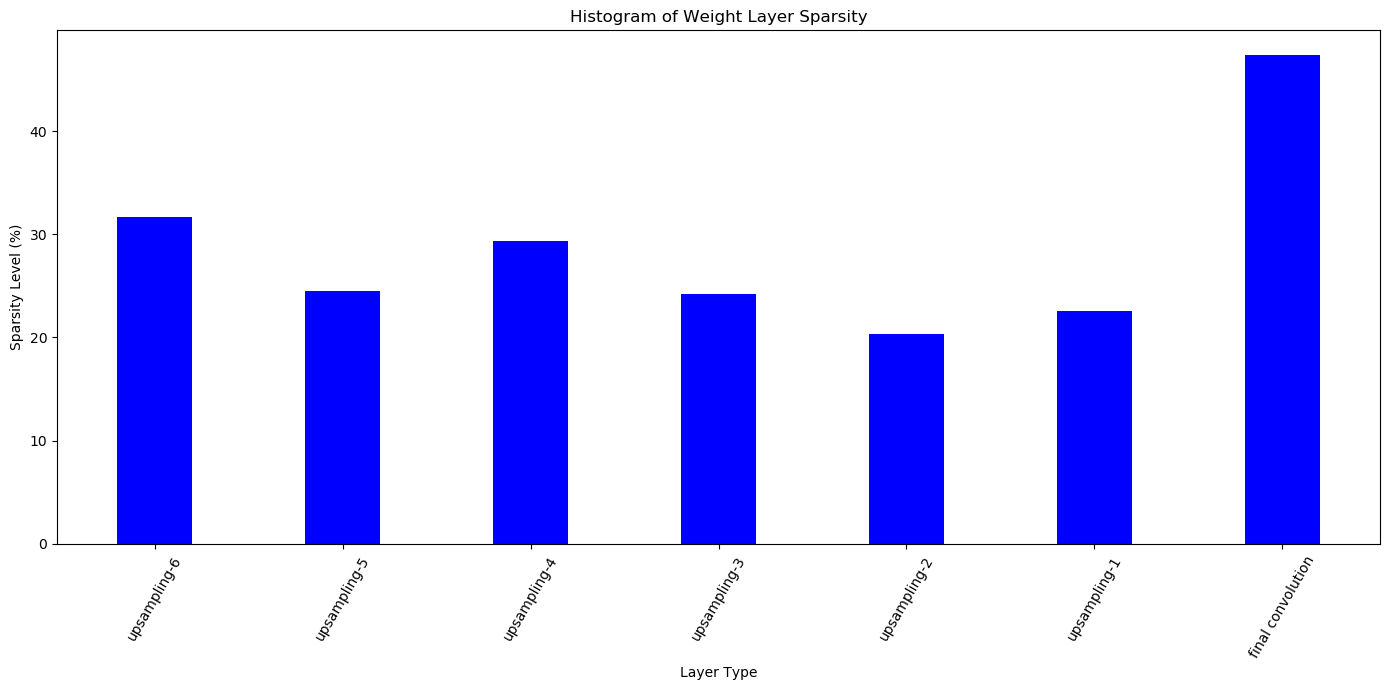 Histogram of Weight Layer Sparsity
Sparsity Level (%)
40
30
20
10
0
upsampling-6
upsampling-5
upsampling-4
upsampling-3
upsampling-2
upsampling-1
final convolution
Layer Type